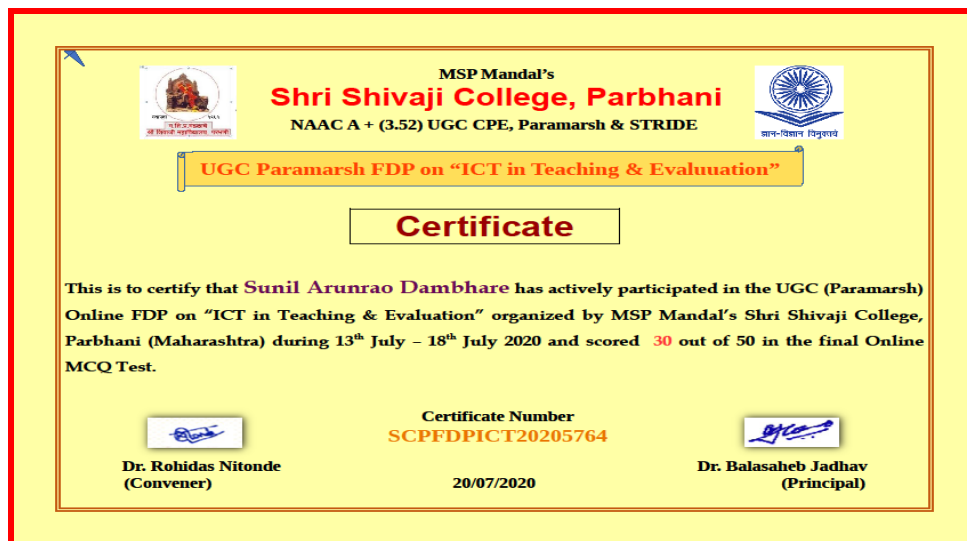 MSP Mandal's
Shri Shivaji College, Parbhani
NAAC A + (3.52) UGC CPE, Paramarsh & STRIDE
ज्ञान-विज्ञान विमुक्तये
UGC Paramarsh FDP on “ICT in Teaching & Evaluuation”
Certificate
This is to certify that Sunil Arunrao Dambhare has actively participated in the UGC (Paramarsh)
Online FDP on “ICT in Teaching & Evaluation” organized by MSP Mandal's Shri Shivaji College,
Parbhani (Maharashtra) during 13th July – 18th July 2020 and scored 30 out of 50 in the final Online
MCQ Test.
Certificate Number
SCPFDPICT20205764
Dr. Rohidas Nitonde
(Convener)
20/07/2020
Dr. Balasaheb Jadhav
(Principal)